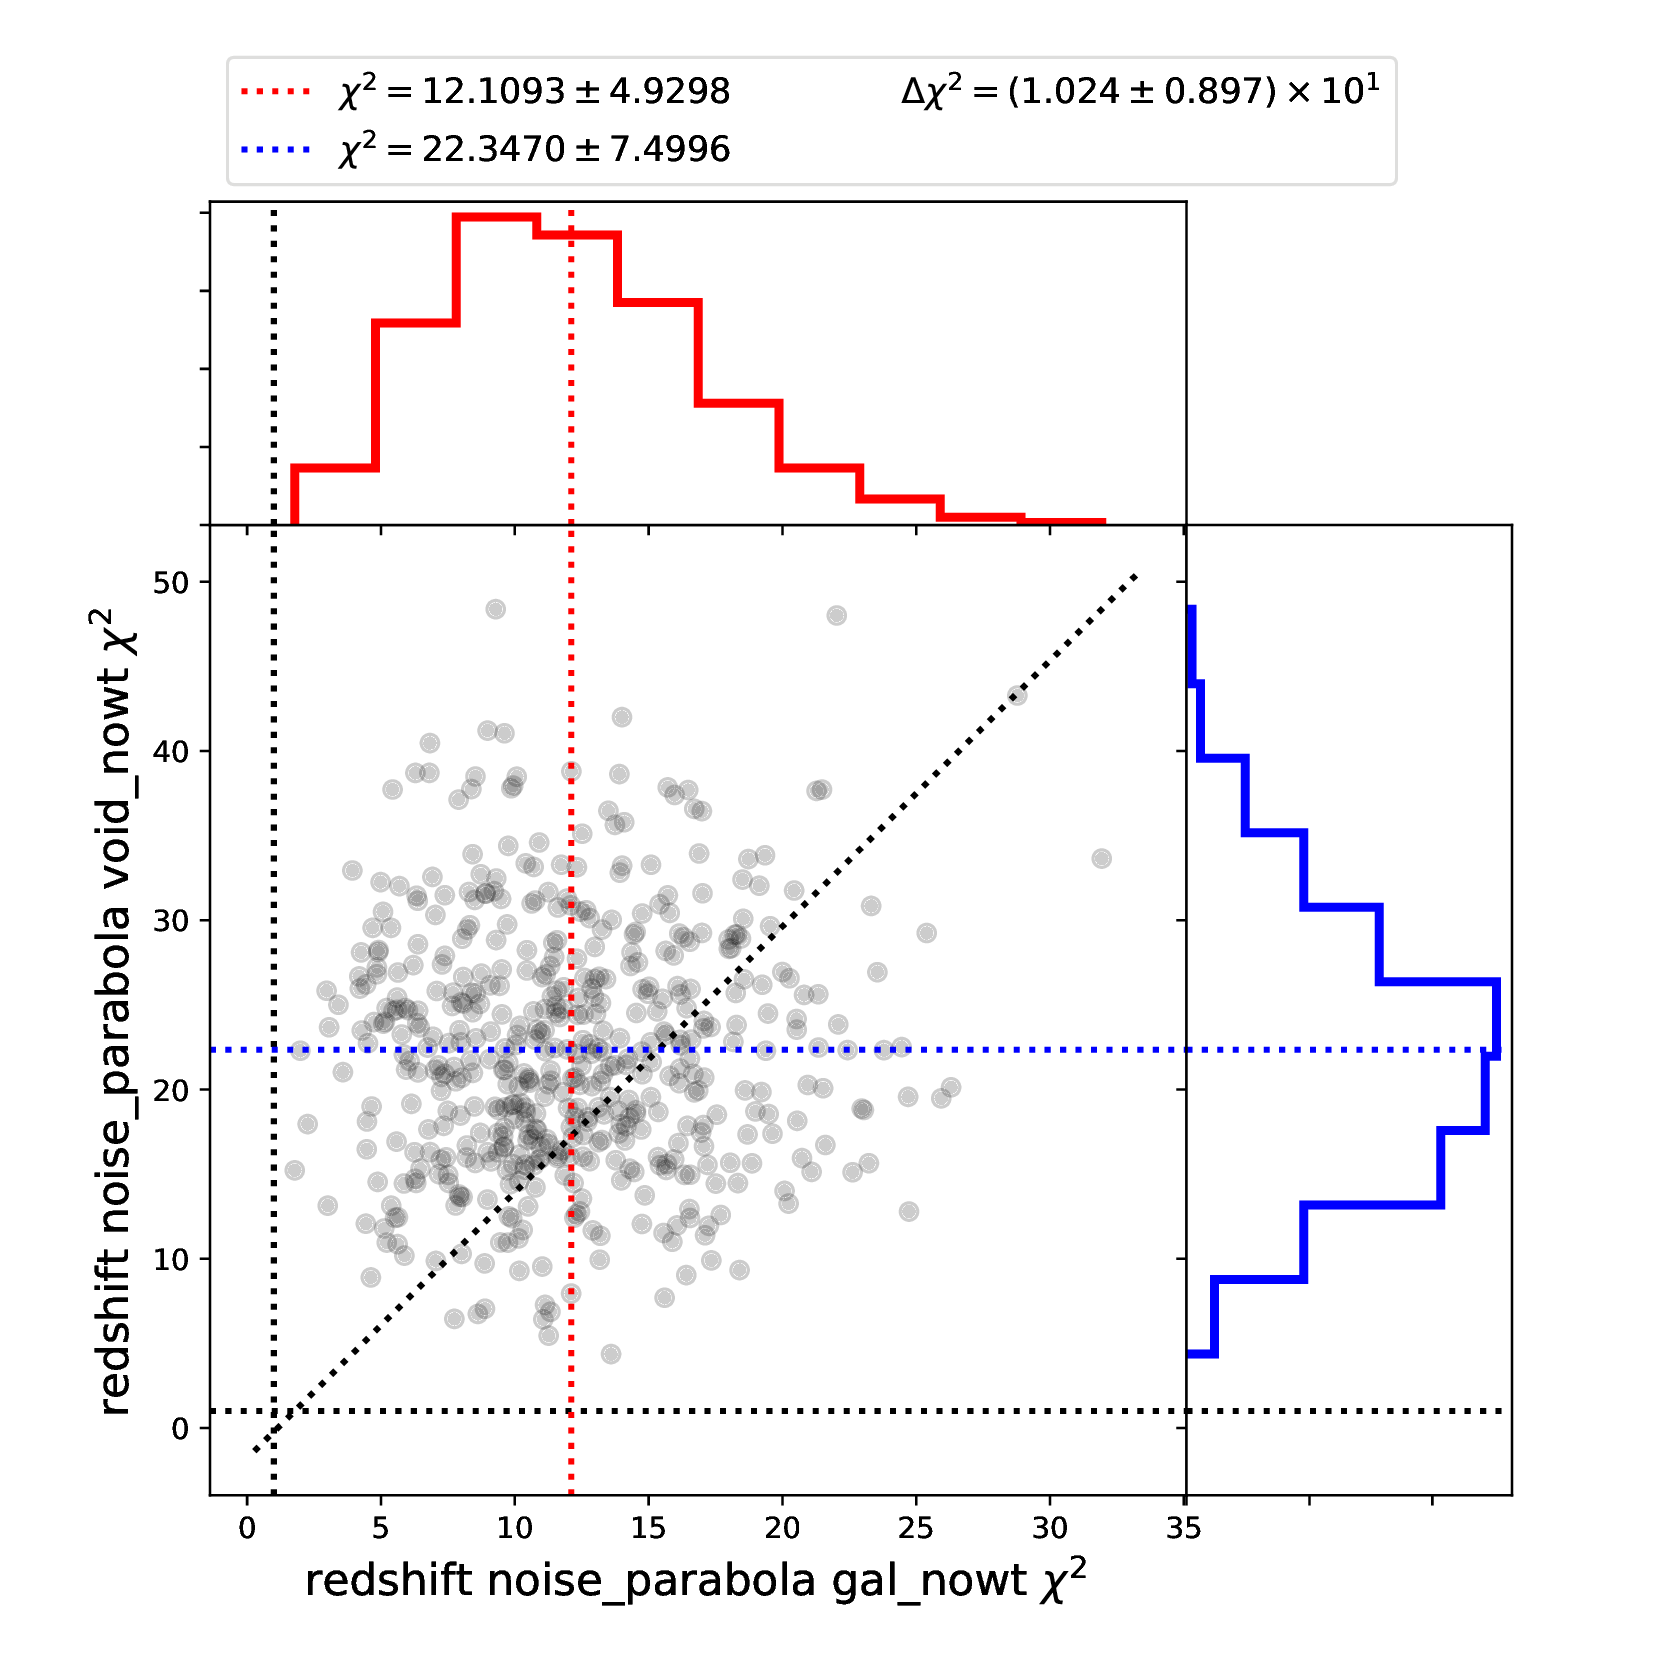 χ² = 12.1093 ± 4.9298
χ² = 22.3470 ± 7.4996
Δχ² = (1.024 ± 0.897) × 10¹
redshift noise_parabola void_nowt χ²
50
40
30
20
10
0
0 5 10 15 20 25 30 35
redshift noise_parabola gal_nowt χ²